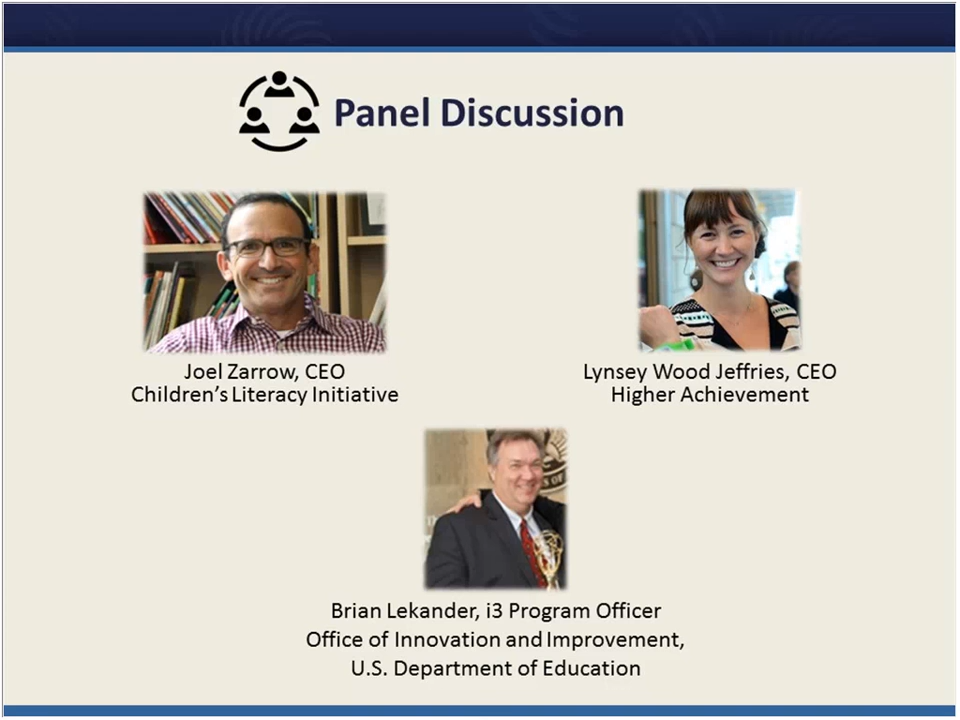 Panel Discussion
Joel Zarrow, CEO
Children's Literacy Initiative
Lynsey Wood Jeffries, CEO
Higher Achievement
Brian Lekander, i3 Program Officer
Office of Innovation and Improvement,
U.S. Department of Education